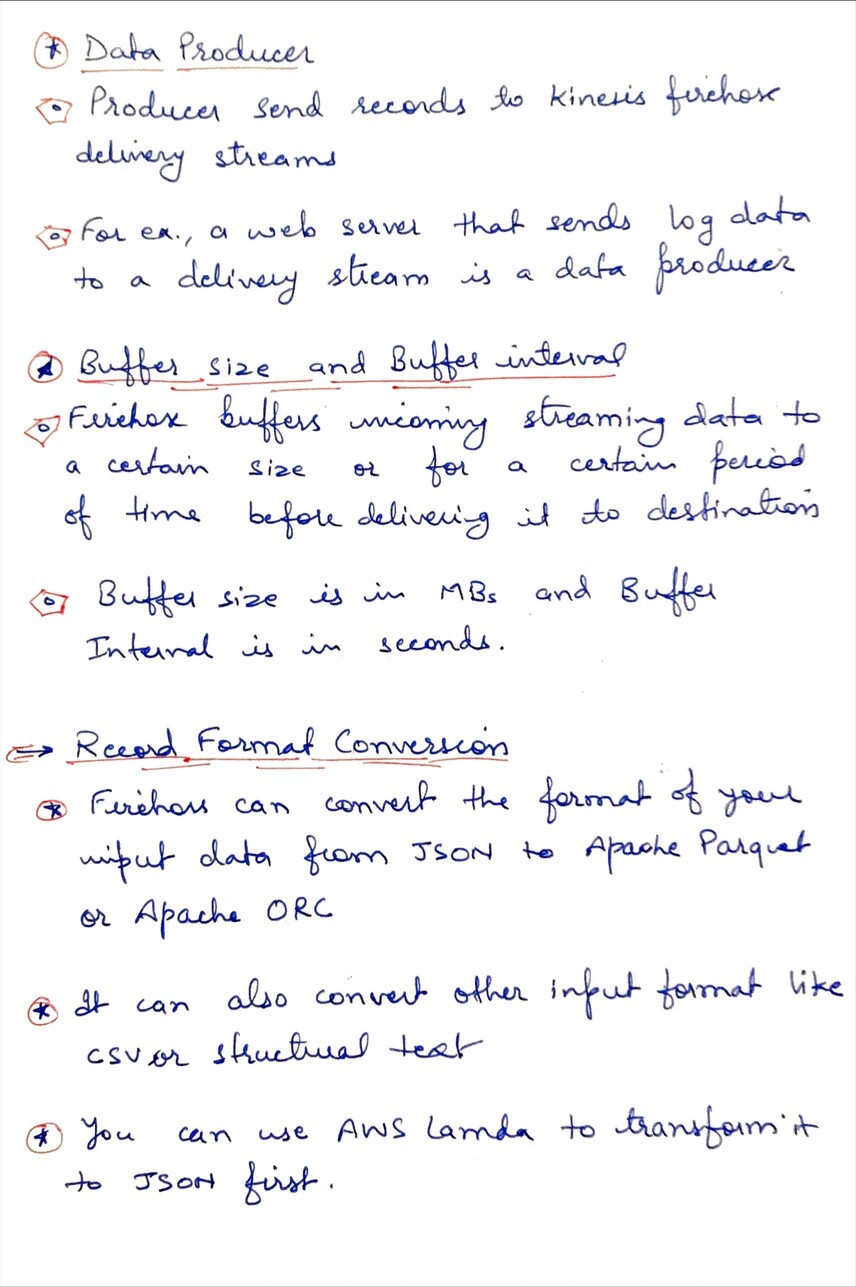 Data Producer
Producer send records to Kinesis firehose
delivery streams
For ex., a web server that sends log data
to a delivery stream is a data producer
Buffer size and Buffer interval
Firehose buffers incoming streaming data to
a certain size or for a certain period
of time before delivering it to destination
Buffer size is in MBs and Buffer
Interval is in seconds.
⇒ Record Format Conversion
* Firehose can convert the format of your
input data from JSON to Apache Parquet
or Apache ORC
* It can also convert other input format like
CSV or structural text
* You can use AWS Lamda to transform it
to JSON first.